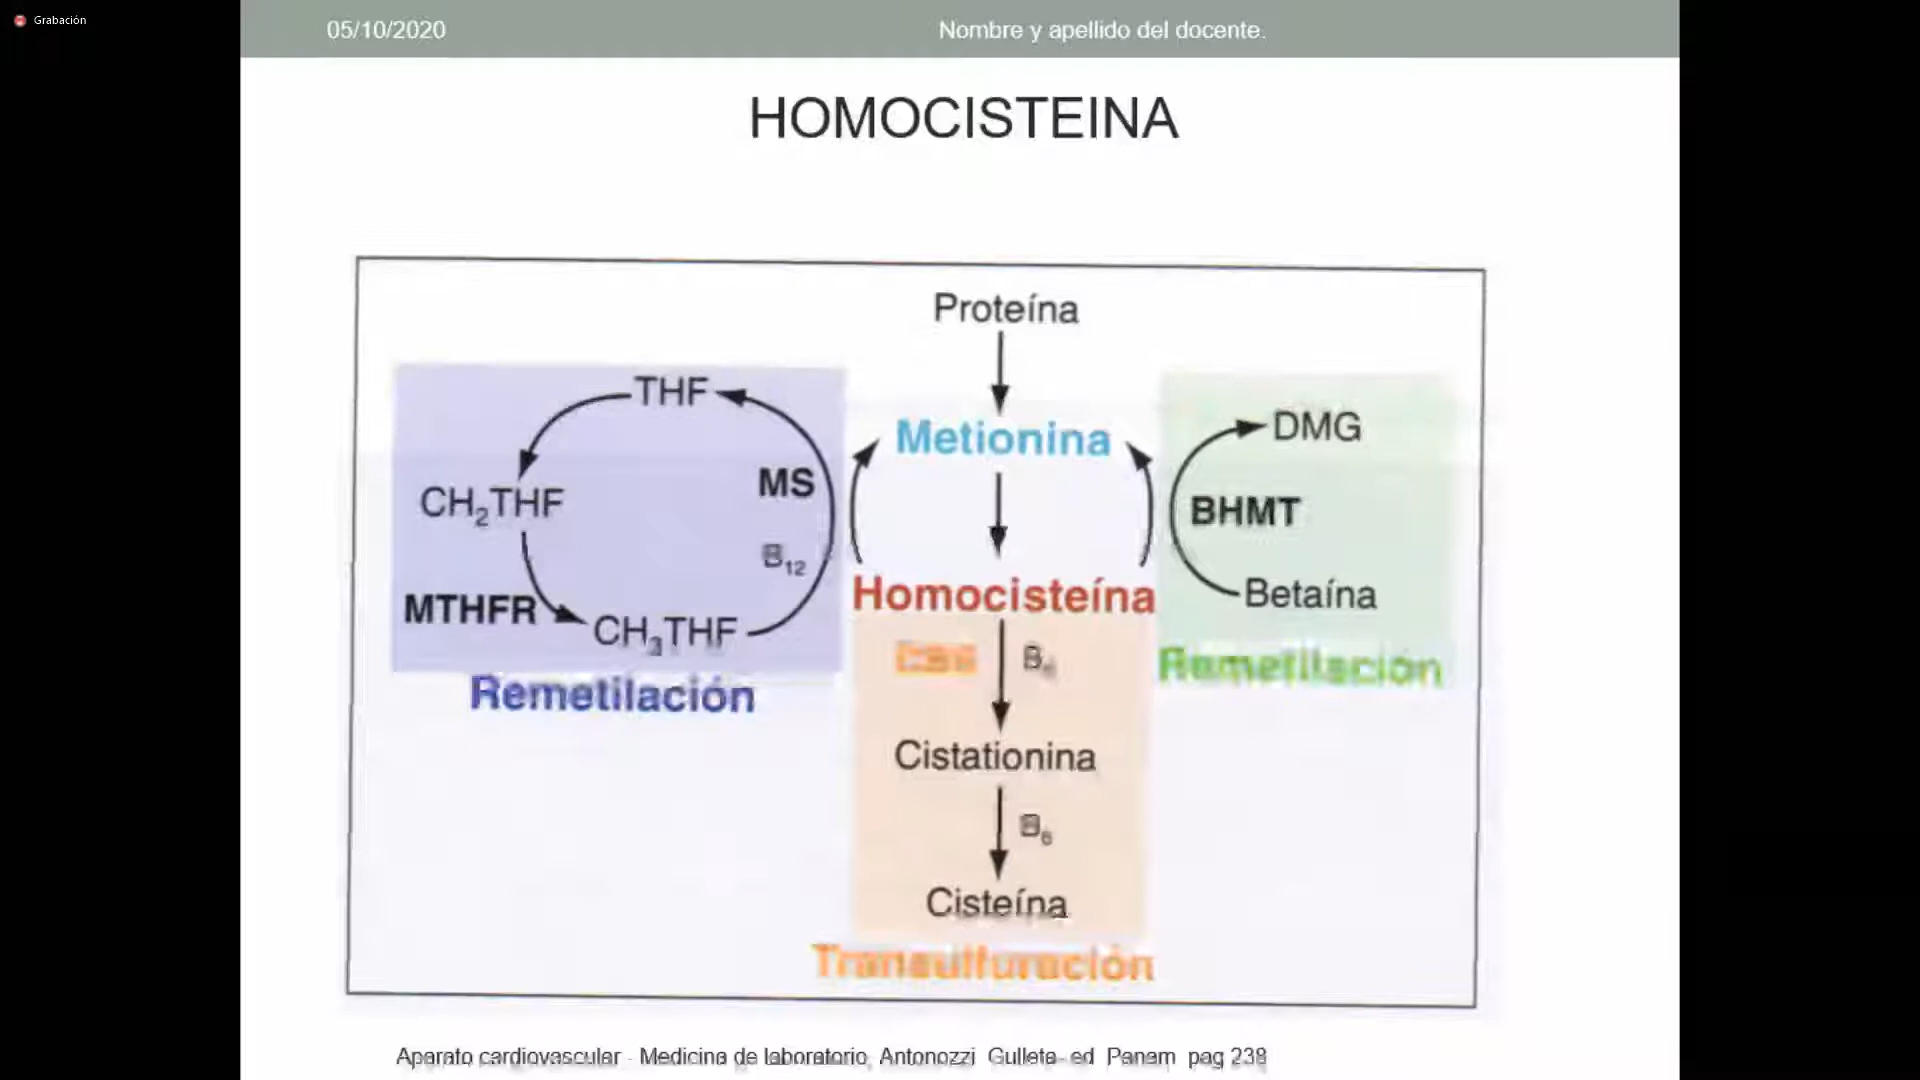 Grabación
05/10/2020
Nombre y apellido del docente.
HOMOCISTEINA
Proteína
THF
Metionina
DMG
MS
CH₂THF
BHMT
B₁₂
MTHFR
CH₃THF
Homocisteína
Betaína
B
Remetilación
Remetilación
Cistationina
B₆
Cisteína
Transulfuración
Aparato cardiovascular - Medicina de laboratorio, Antonozzi Gulleta ed Panam pag 238